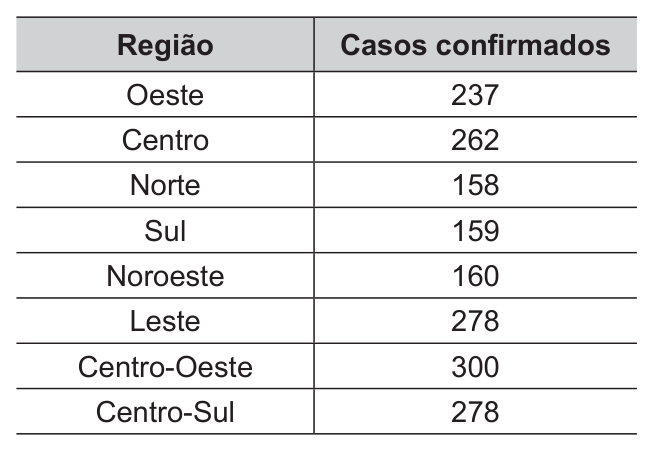 Região Casos confirmados
Oeste 237
Centro 262
Norte 158
Sul 159
Noroeste 160
Leste 278
Centro-Oeste 300
Centro-Sul 278